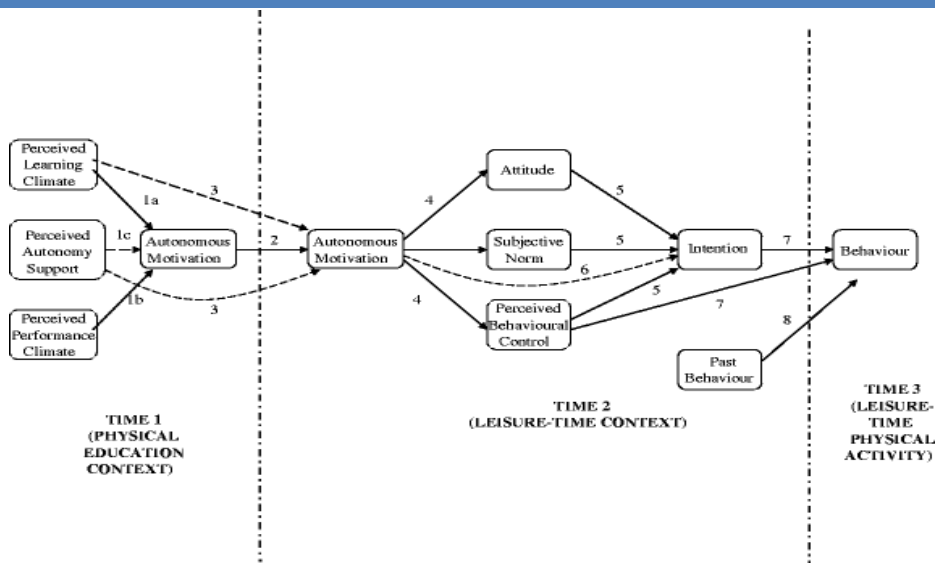 Perceived
Learning
Climate
3
1a
Perceived
Autonomy
Support
1c
Autonomous
Motivation
2
Autonomous
Motivation
1b
3
Perceived
Performance
Climate
4
Attitude
5
Subjective
Norm
5
6
4
Perceived
Behavioural
Control
5
Intention
7
7
Behaviour
Past
Behaviour
8
TIME 1
(PHYSICAL
EDUCATION
CONTEXT)
TIME 2
(LEISURE-TIME CONTEXT)
TIME 3
(LEISURE-
TIME
PHYSICAL
ACTIVITY)